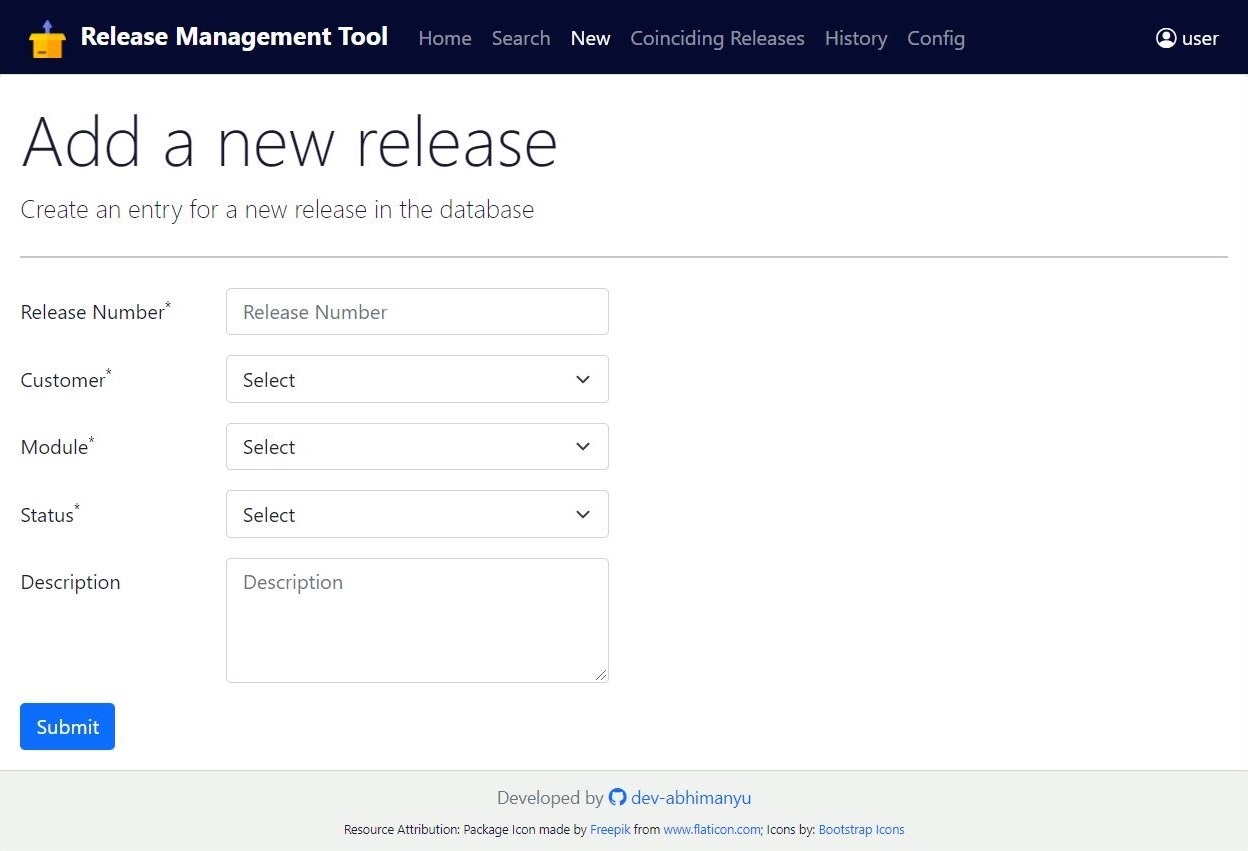 Release Management Tool Home Search New Coinciding Releases History Config user
Add a new release
Create an entry for a new release in the database
Release Number* Release Number
Customer* Select
Module* Select
Status* Select
Description Description
Submit
Developed by dev-abhimanyu
Resource Attribution: Package Icon made by Freepik from www.flaticon.com; Icons by: Bootstrap Icons